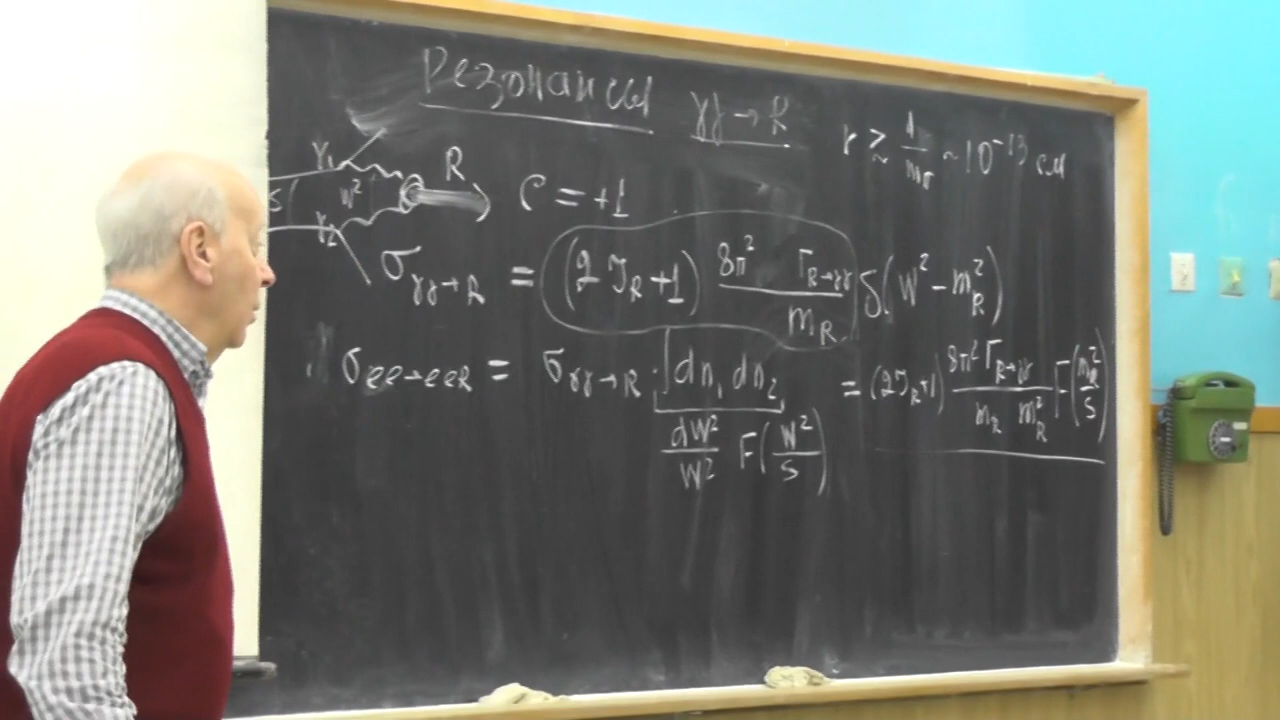 Резонансы γγ → R
r ≳ 1/mσ ~ 10⁻¹³ см
γ₁ W² R
S γ₂
C = +1
σ_γγ→R = (2J_R+1) 8π² Γ_R→γγ / m_R δ(W² − m_R²)
σ_ee→eeR = σ_γγ→R ∫dn₁ dn₂ = (2J_R+1) 8π² Γ_R→γγ / m_R m_R² F(m_R²/s)
dW²/W² F(W²/s)